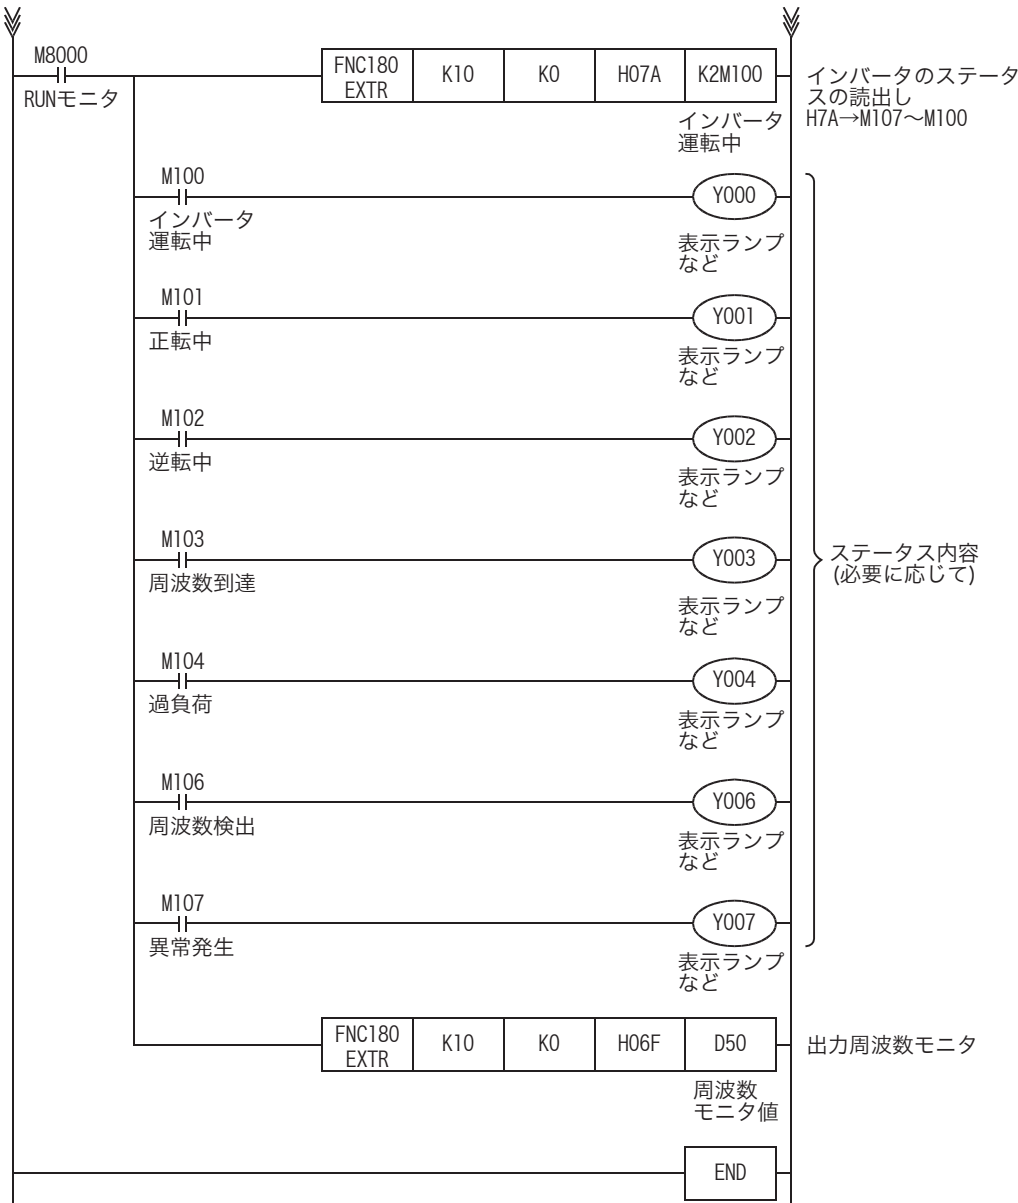 M8000
RUNモニタ
FNC180
EXTR
K10
K0
H07A
K2M100
インバータ
運転中
インバータのステータ
スの読出し
H7A→M107～M100
M100
インバータ
運転中
Y000
表示ランプ
など
M101
正転中
Y001
表示ランプ
など
M102
逆転中
Y002
表示ランプ
など
M103
周波数到達
Y003
表示ランプ
など
ステータス内容
(必要に応じて)
M104
過負荷
Y004
表示ランプ
など
M106
周波数検出
Y006
表示ランプ
など
M107
異常発生
Y007
表示ランプ
など
FNC180
EXTR
K10
K0
H06F
D50
周波数
モニタ値
出力周波数モニタ
END